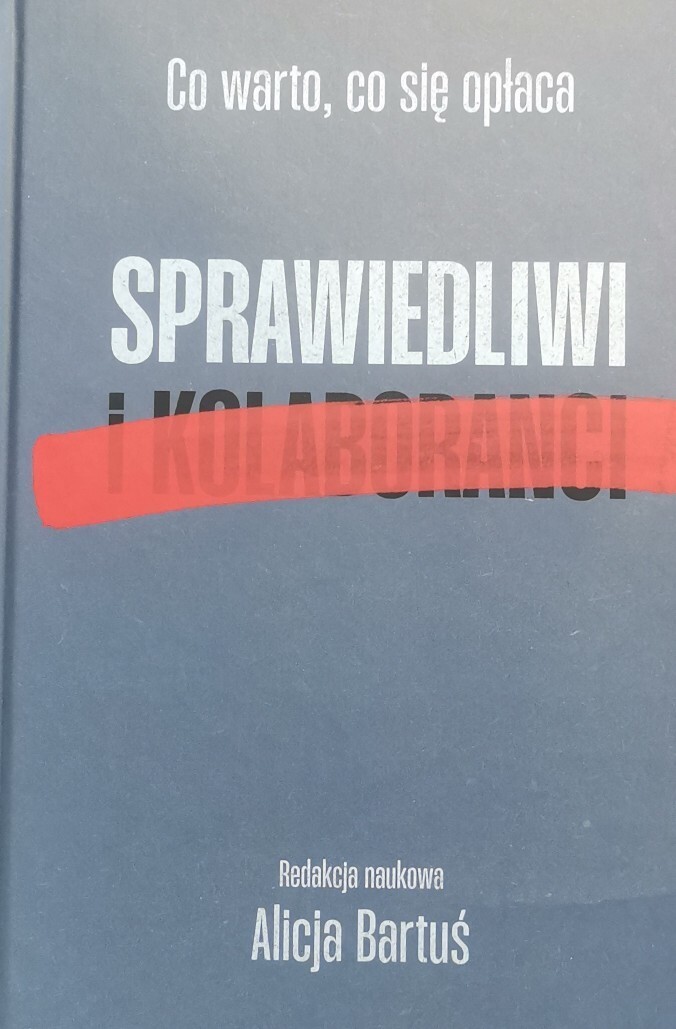 Co warto, co się opłaca
SPRAWIEDLIWI
i KOLABORANCI
Redakcja naukowa
Alicja Bartuś